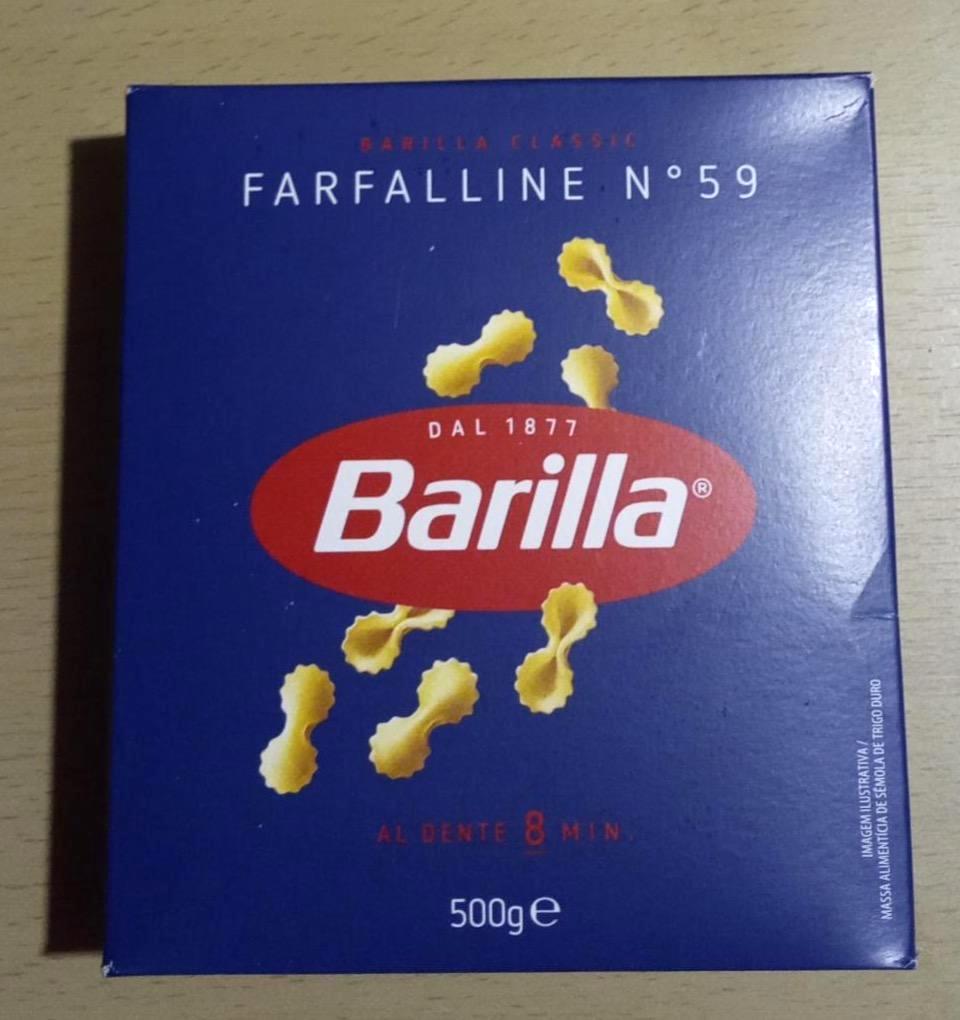 BARILLA CLASSIC
FARFALLINE N°59
DAL 1877
Barilla®
AL DENTE 8 MIN.
500g ℮
IMAGEM ILUSTRATIVA /
MASSA ALIMENTÍCIA DE SÊMOLA DE TRIGO DURO